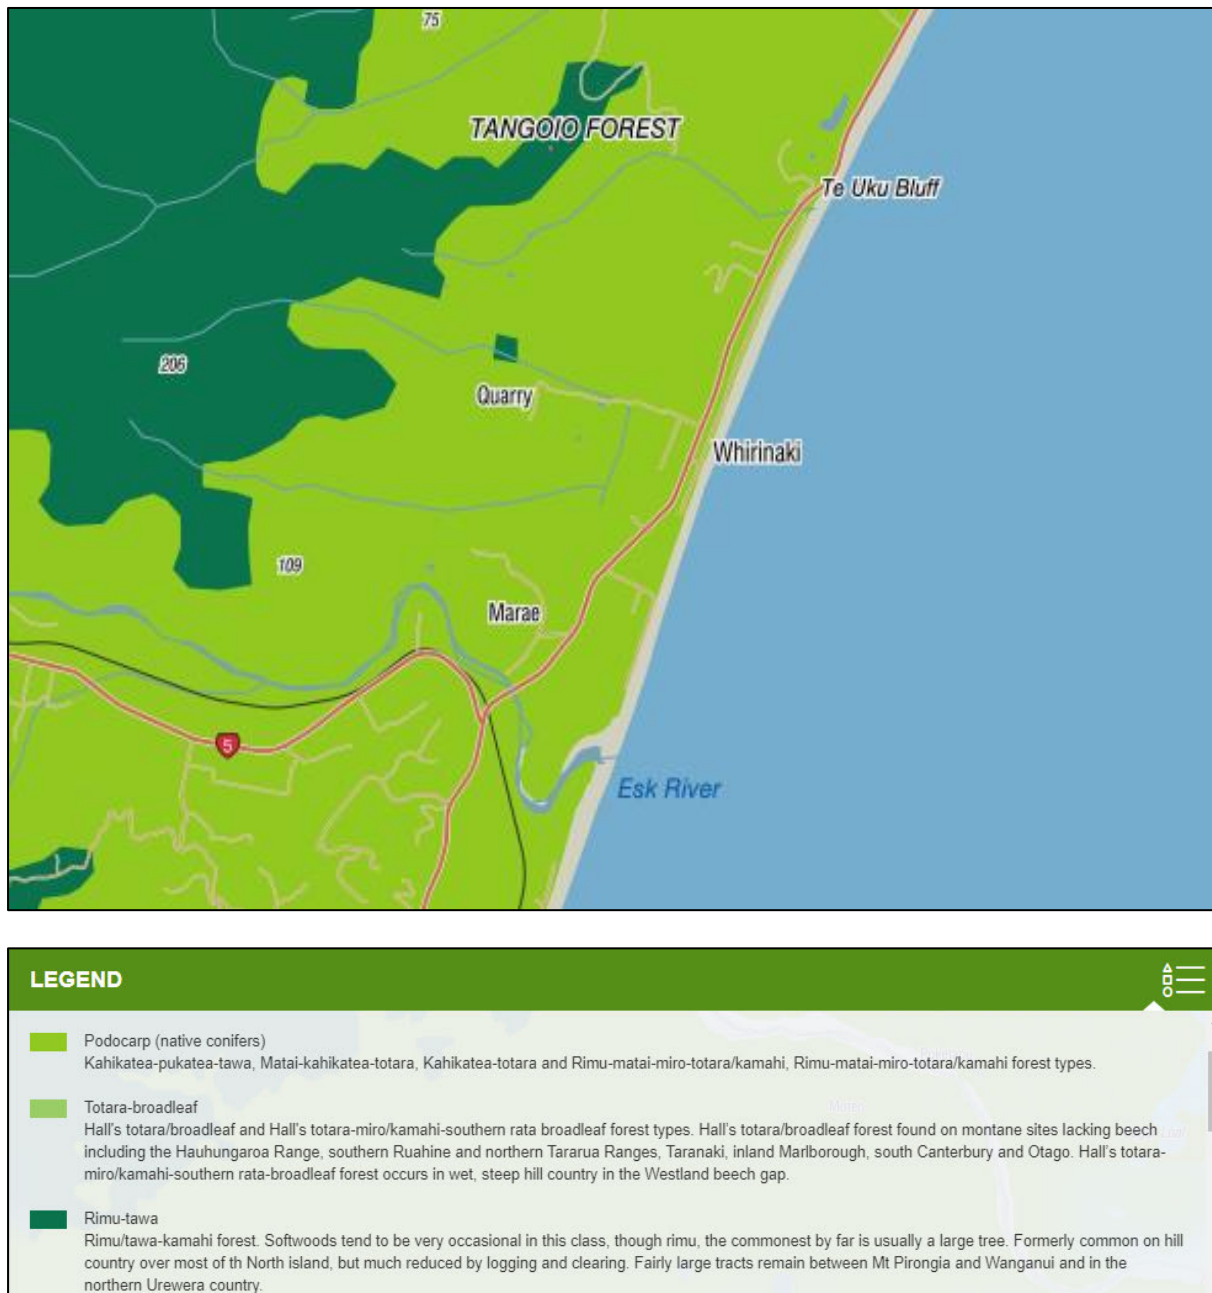 75
TANGOIO FOREST
Te Uku Bluff
206
Quarry
Whirinaki
109
Marae
5
Esk River
LEGEND
Podocarp (native conifers)
Kahikatea-pukatea-tawa, Matai-kahikatea-totara, Kahikatea-totara and Rimu-matai-miro-totara/kamahi, Rimu-matai-miro-totara/kamahi forest types.
Totara-broadleaf
Hall's totara/broadleaf and Hall's totara-miro/kamahi-southern rata broadleaf forest types. Hall's totara/broadleaf forest found on montane sites lacking beech
including the Hauhungaroa Range, southern Ruahine and northern Tararua Ranges, Taranaki, inland Marlborough, south Canterbury and Otago. Hall's totara-
miro/kamahi-southern rata-broadleaf forest occurs in wet, steep hill country in the Westland beech gap.
Rimu-tawa
Rimu/tawa-kamahi forest. Softwoods tend to be very occasional in this class, though rimu, the commonest by far is usually a large tree. Formerly common on hill
country over most of th North island, but much reduced by logging and clearing. Fairly large tracts remain between Mt Pirongia and Wanganui and in the
northern Urewera country.